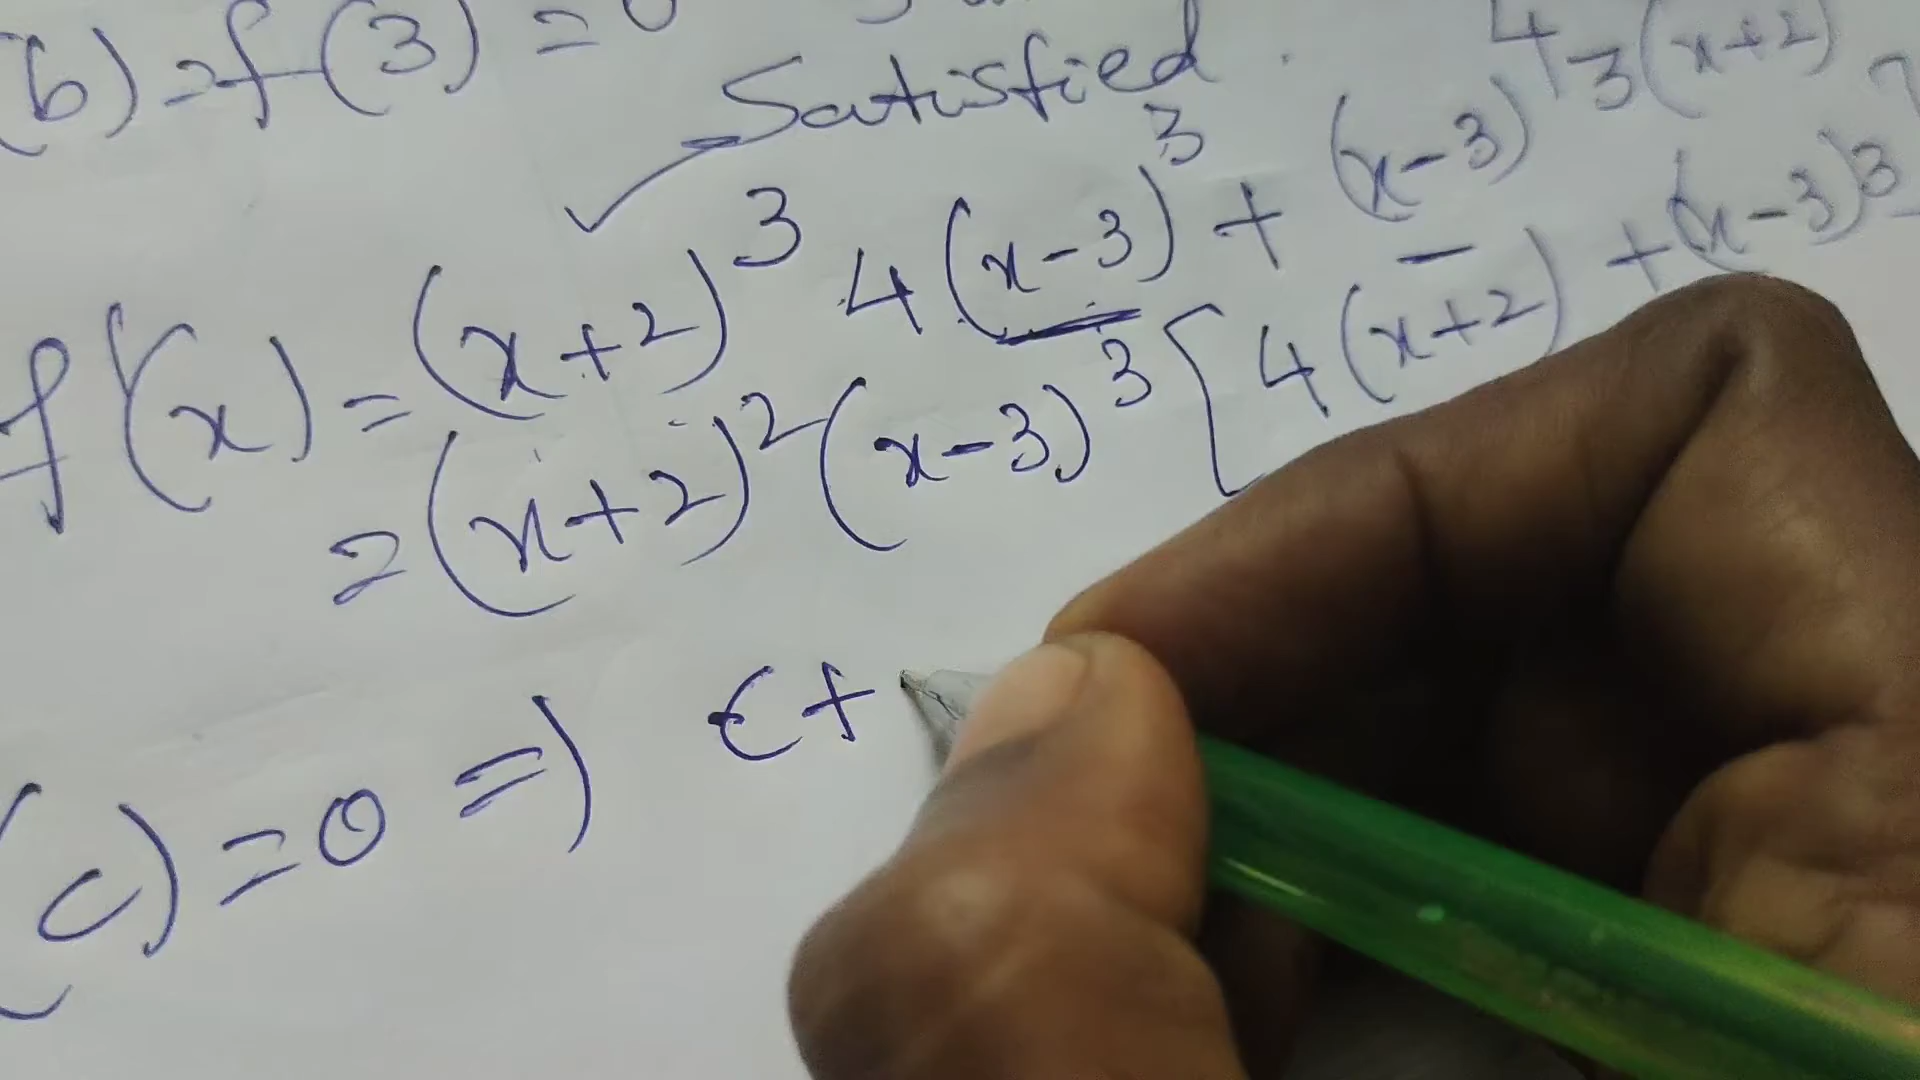 (b) = f(3) = 0
Satisfied.
f'(x) = (x+2)^3 4(x-3)^3 + (x-3)^4 3(x+2)
= (x+2)^2 (x-3)^3 [4(x+2) + (x-3)3
(c) = 0 => c+